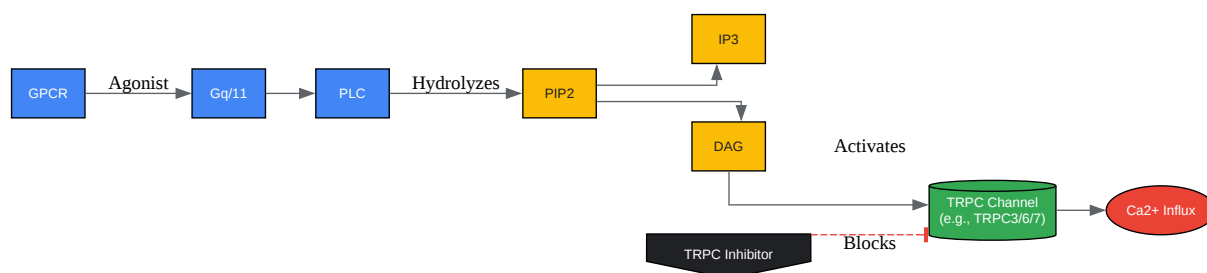 GPCR
Agonist
Gq/11
PLC
Hydrolyzes
PIP2
IP3
DAG
Activates
TRPC Channel
(e.g., TRPC3/6/7)
Ca2+ Influx
TRPC Inhibitor
Blocks